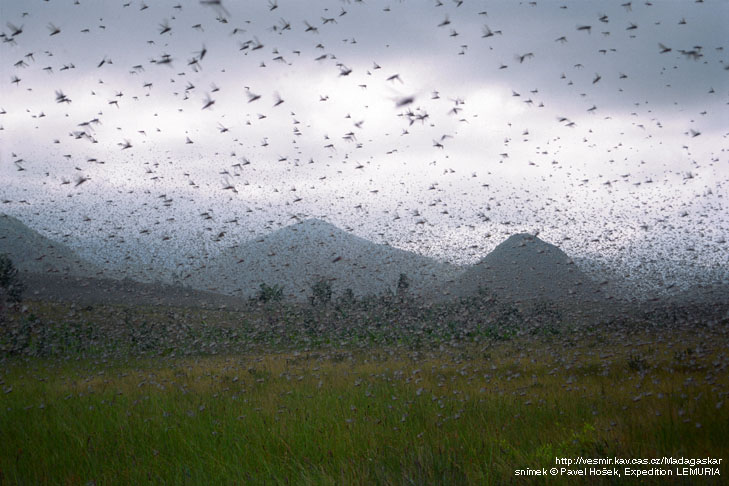 http://vesmir.kav.cas.cz/Madagaskar
snímek © Pavel Hošek, Expedition LEMURIA